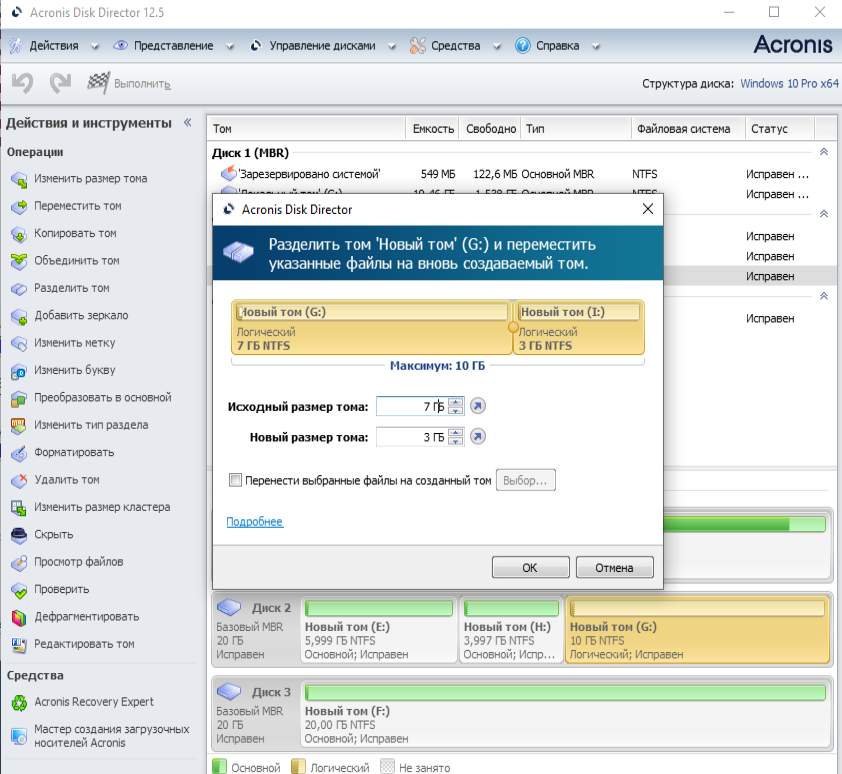 Acronis Disk Director 12.5
Действия Представление Управление дисками Средства Справка Acronis
Выполнить Структура диска: Windows 10 Pro x64
Действия и инструменты «
Операции
Изменить размер тома
Переместить том
Копировать том
Объединить том
Разделить том
Добавить зеркало
Изменить метку
Изменить букву
Преобразовать в основной
Изменить тип раздела
Форматировать
Удалить том
Изменить размер кластера
Скрыть
Просмотр файлов
Проверить
Дефрагментировать
Редактировать том
Средства
Acronis Recovery Expert
Мастер создания загрузочных
носителей Acronis
Том Емкость Свободно Тип Файловая система Статус
Диск 1 (MBR)
'Зарезервировано системой' 549 МБ 122,6 МБ Основной MBR NTFS Исправен ...
'Локальный том' (C:) Основной MBR NTFS Исправен ...
Исправен
Исправен
Исправен
Исправен
Acronis Disk Director
Разделить том 'Новый том' (G:) и переместить
указанные файлы на вновь создаваемый том.
Новый том (G:)
Логический
7 ГБ NTFS
Новый том (I:)
Логический
3 ГБ NTFS
Максимум: 10 ГБ
Исходный размер тома: 7 ГБ
Новый размер тома: 3 ГБ
Перенести выбранные файлы на созданный том Выбор...
Подробнее
ОК Отмена
Диск 2
Базовый MBR
20 ГБ
Исправен
Новый том (E:)
5,999 ГБ NTFS
Основной; Исправен
Новый том (H:)
3,997 ГБ NTFS
Основной; Испр...
Новый том (G:)
10 ГБ NTFS
Логический; Исправен
Диск 3
Базовый MBR
20 ГБ
Исправен
Новый том (F:)
20,00 ГБ NTFS
Основной; Исправен
Основной Логический Не занято